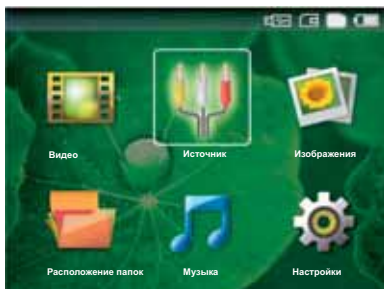 Видео
Источник
Изображения
Расположение папок
Музыка
Настройки